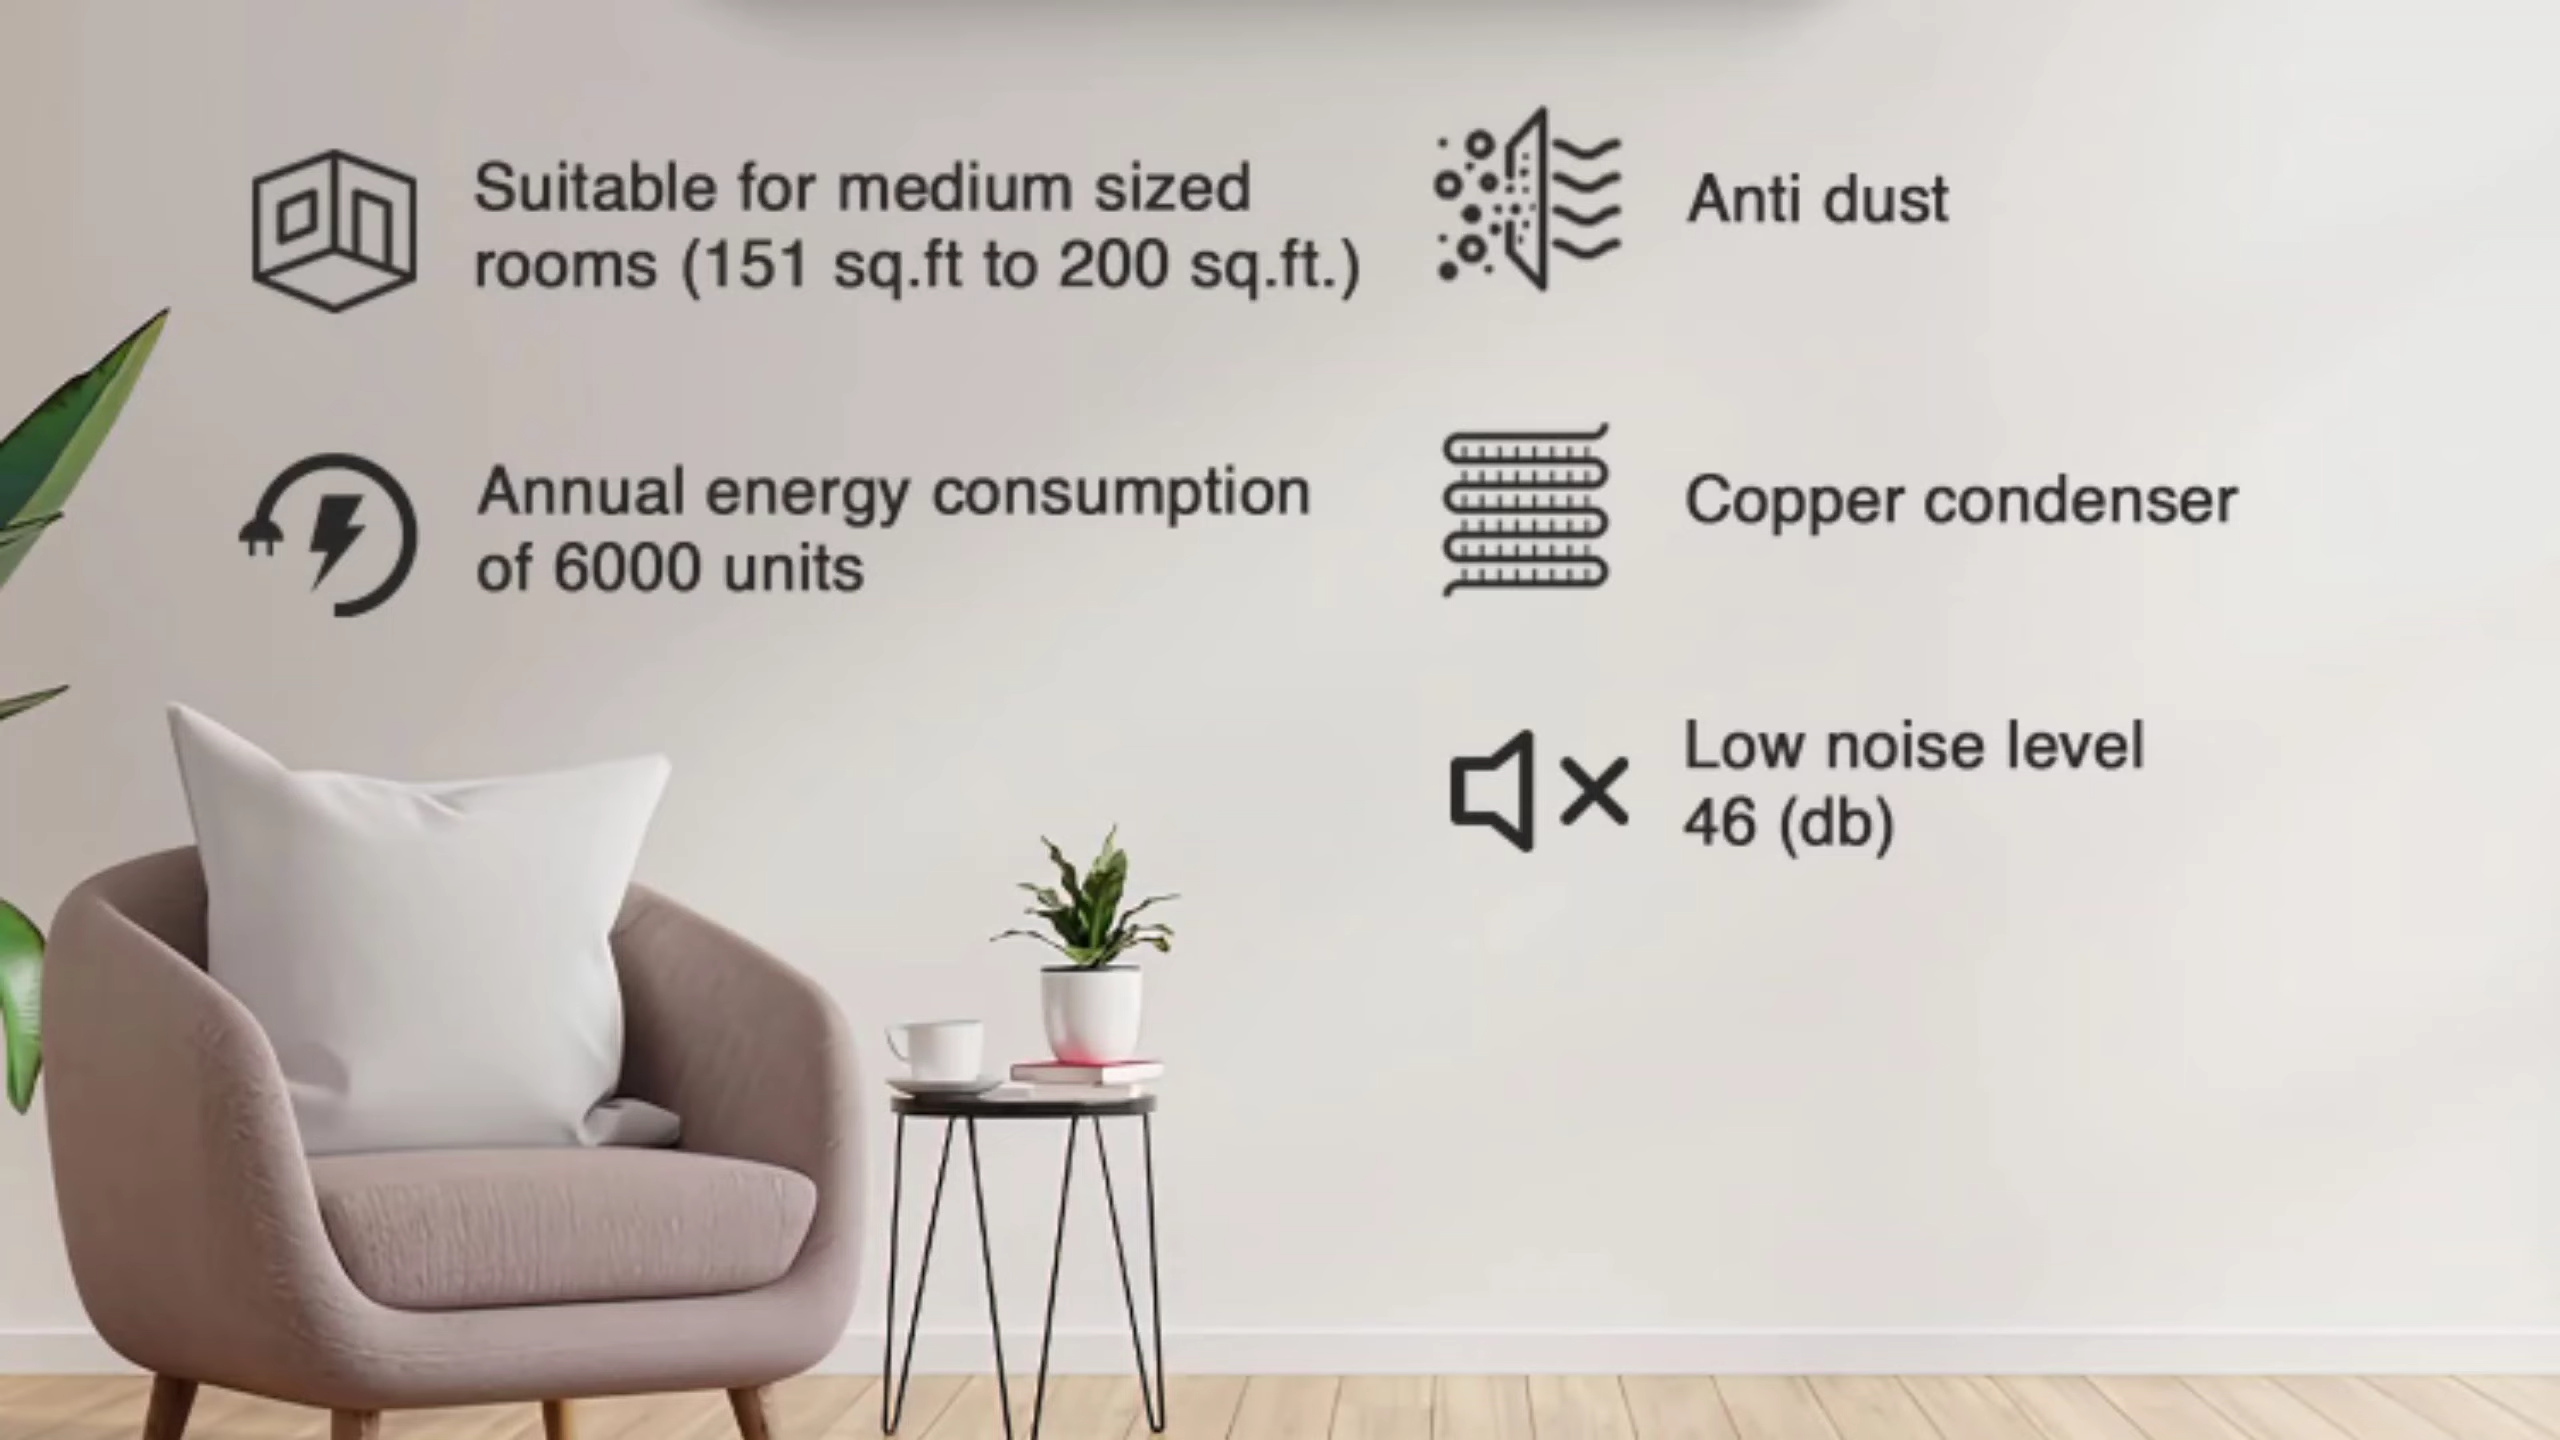 Suitable for medium sized
rooms (151 sq.ft to 200 sq.ft.)
Annual energy consumption
of 6000 units
Anti dust
Copper condenser
Low noise level
46 (db)